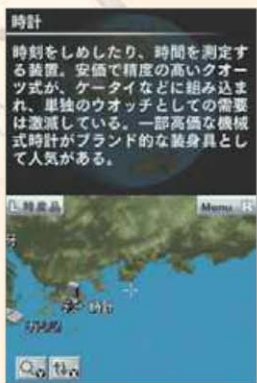 時計
時刻をしめしたり、時間を測定す
る装置。安価で精度の高いクオー
ツ式が、ケータイなどに組み込ま
れ、単独のウオッチとしての需要
は激減している。一部高価な機械
式時計がブランド的な装身具とし
て人気がある。
L 特産品
Menu R
時計